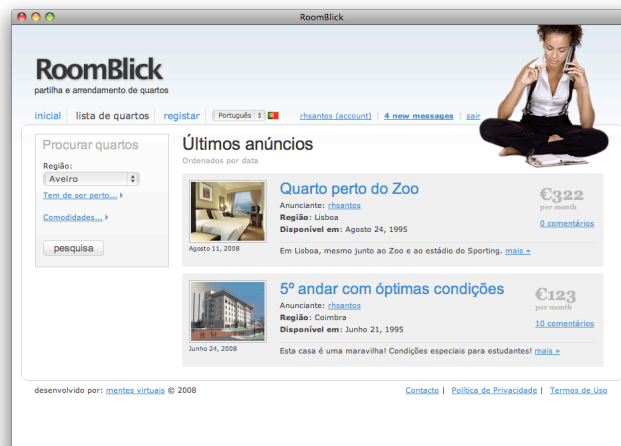 RoomBlick
RoomBlick
partilha e arrendamento de quartos
inicial lista de quartos registar Português rhsantos (account) | 4 new messages | sair
Procurar quartos
Região:
Aveiro
Tem de ser perto...
Comodidades...
pesquisa
Últimos anúncios
Ordenados por data
Quarto perto do Zoo
Anunciante: rhsantos
Região: Lisboa
Disponível em: Agosto 24, 1995
€322
per month
0 comentários
Agosto 11, 2008
Em Lisboa, mesmo junto ao Zoo e ao estádio do Sporting. mais »
5º andar com óptimas condições
Anunciante: rhsantos
Região: Coimbra
Disponível em: Junho 21, 1995
€123
per month
10 comentários
Junho 24, 2008
Esta casa é uma maravilha! Condições especiais para estudantes! mais »
desenvolvido por: mentes virtuais © 2008
Contacto | Política de Privacidade | Termos de Uso